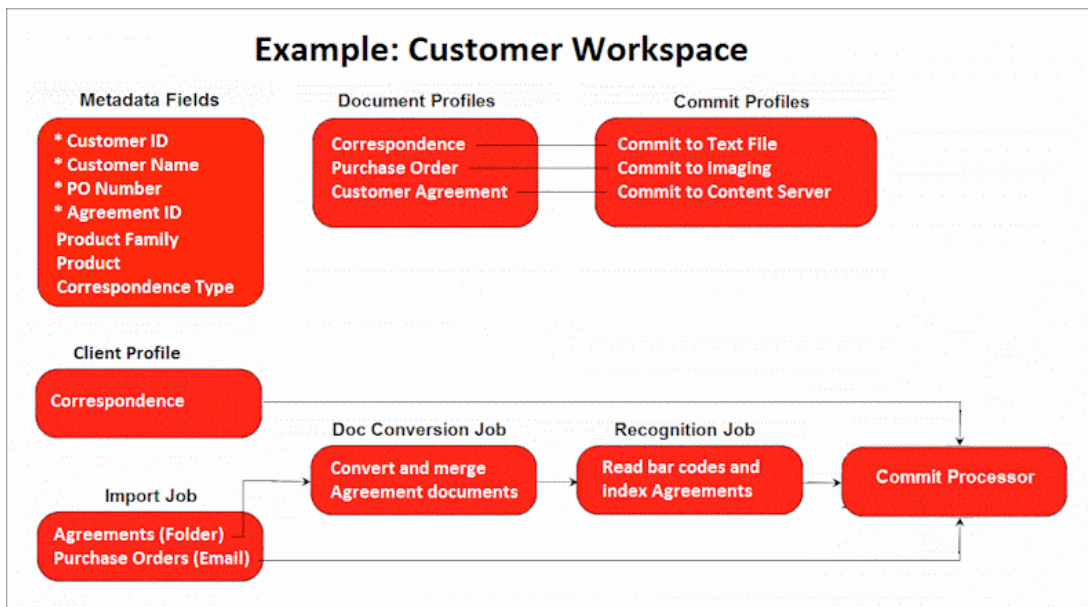 Example: Customer Workspace
Metadata Fields
* Customer ID
* Customer Name
* PO Number
* Agreement ID
Product Family
Product
Correspondence Type
Document Profiles
Correspondence
Purchase Order
Customer Agreement
Commit Profiles
Commit to Text File
Commit to Imaging
Commit to Content Server
Client Profile
Correspondence
Import Job
Agreements (Folder)
Purchase Orders (Email)
Doc Conversion Job
Convert and merge
Agreement documents
Recognition Job
Read bar codes and
index Agreements
Commit Processor